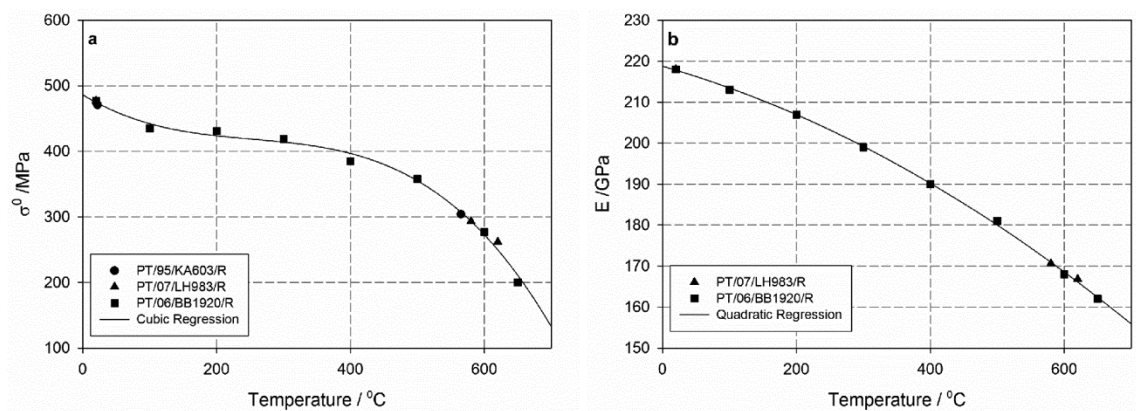 a
600
500
400
300
200
100
σ⁰ /MPa
PT/95/KA603/R
PT/07/LH983/R
PT/06/BB1920/R
Cubic Regression
0 200 400 600
Temperature / ⁰C
b
230
220
210
200
190
180
170
160
150
E /GPa
PT/07/LH983/R
PT/06/BB1920/R
Quadratic Regression
0 200 400 600
Temperature / ⁰C